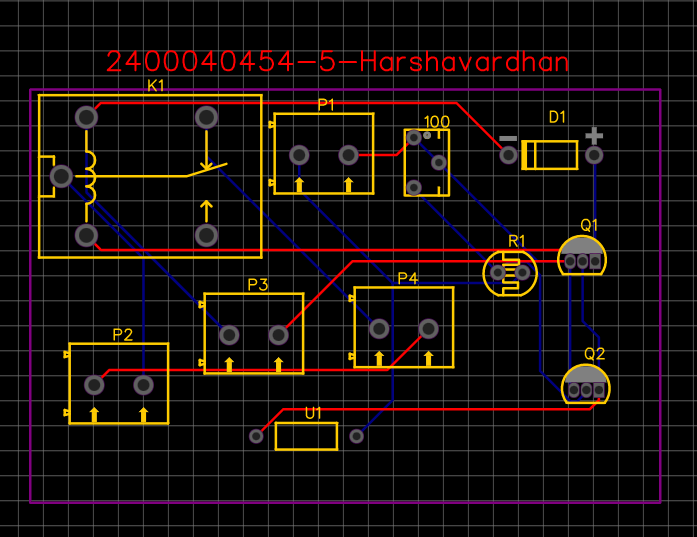 2400040454-5-Harshavardhan
K1
P1
100
D1
− +
Q1
R1
P3
P4
P2
Q2
U1